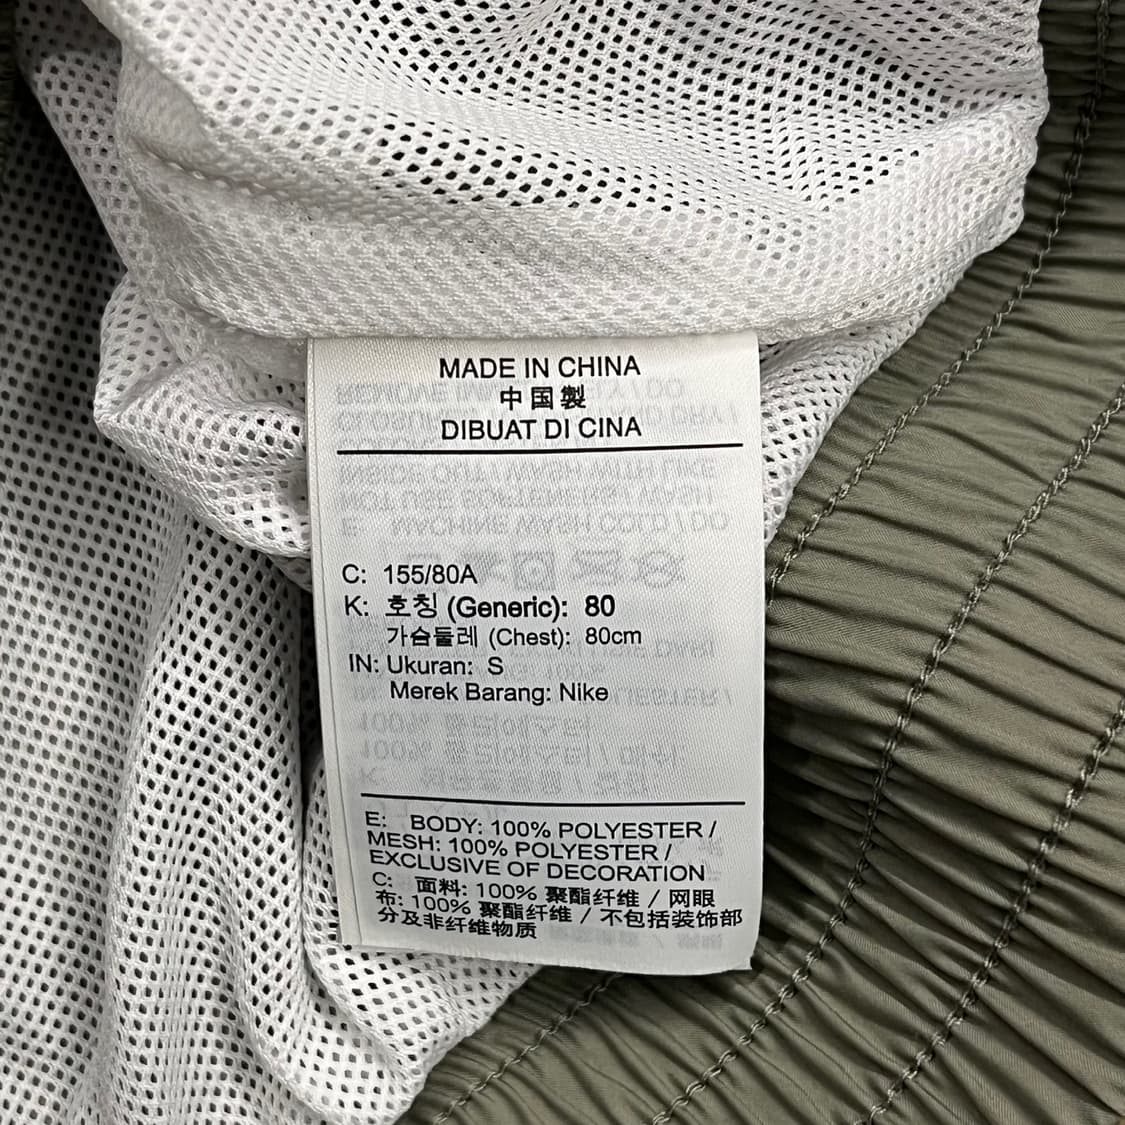 MADE IN CHINA
中国製
DIBUAT DI CINA
C: 155/80A
K: 호칭 (Generic): 80
가슴둘레 (Chest): 80cm
IN: Ukuran: S
Merek Barang: Nike
E: BODY: 100% POLYESTER /
MESH: 100% POLYESTER /
EXCLUSIVE OF DECORATION
C: 面料: 100% 聚酯纤维 / 网眼
布: 100% 聚酯纤维 / 不包括装饰部
分及非纤维物质